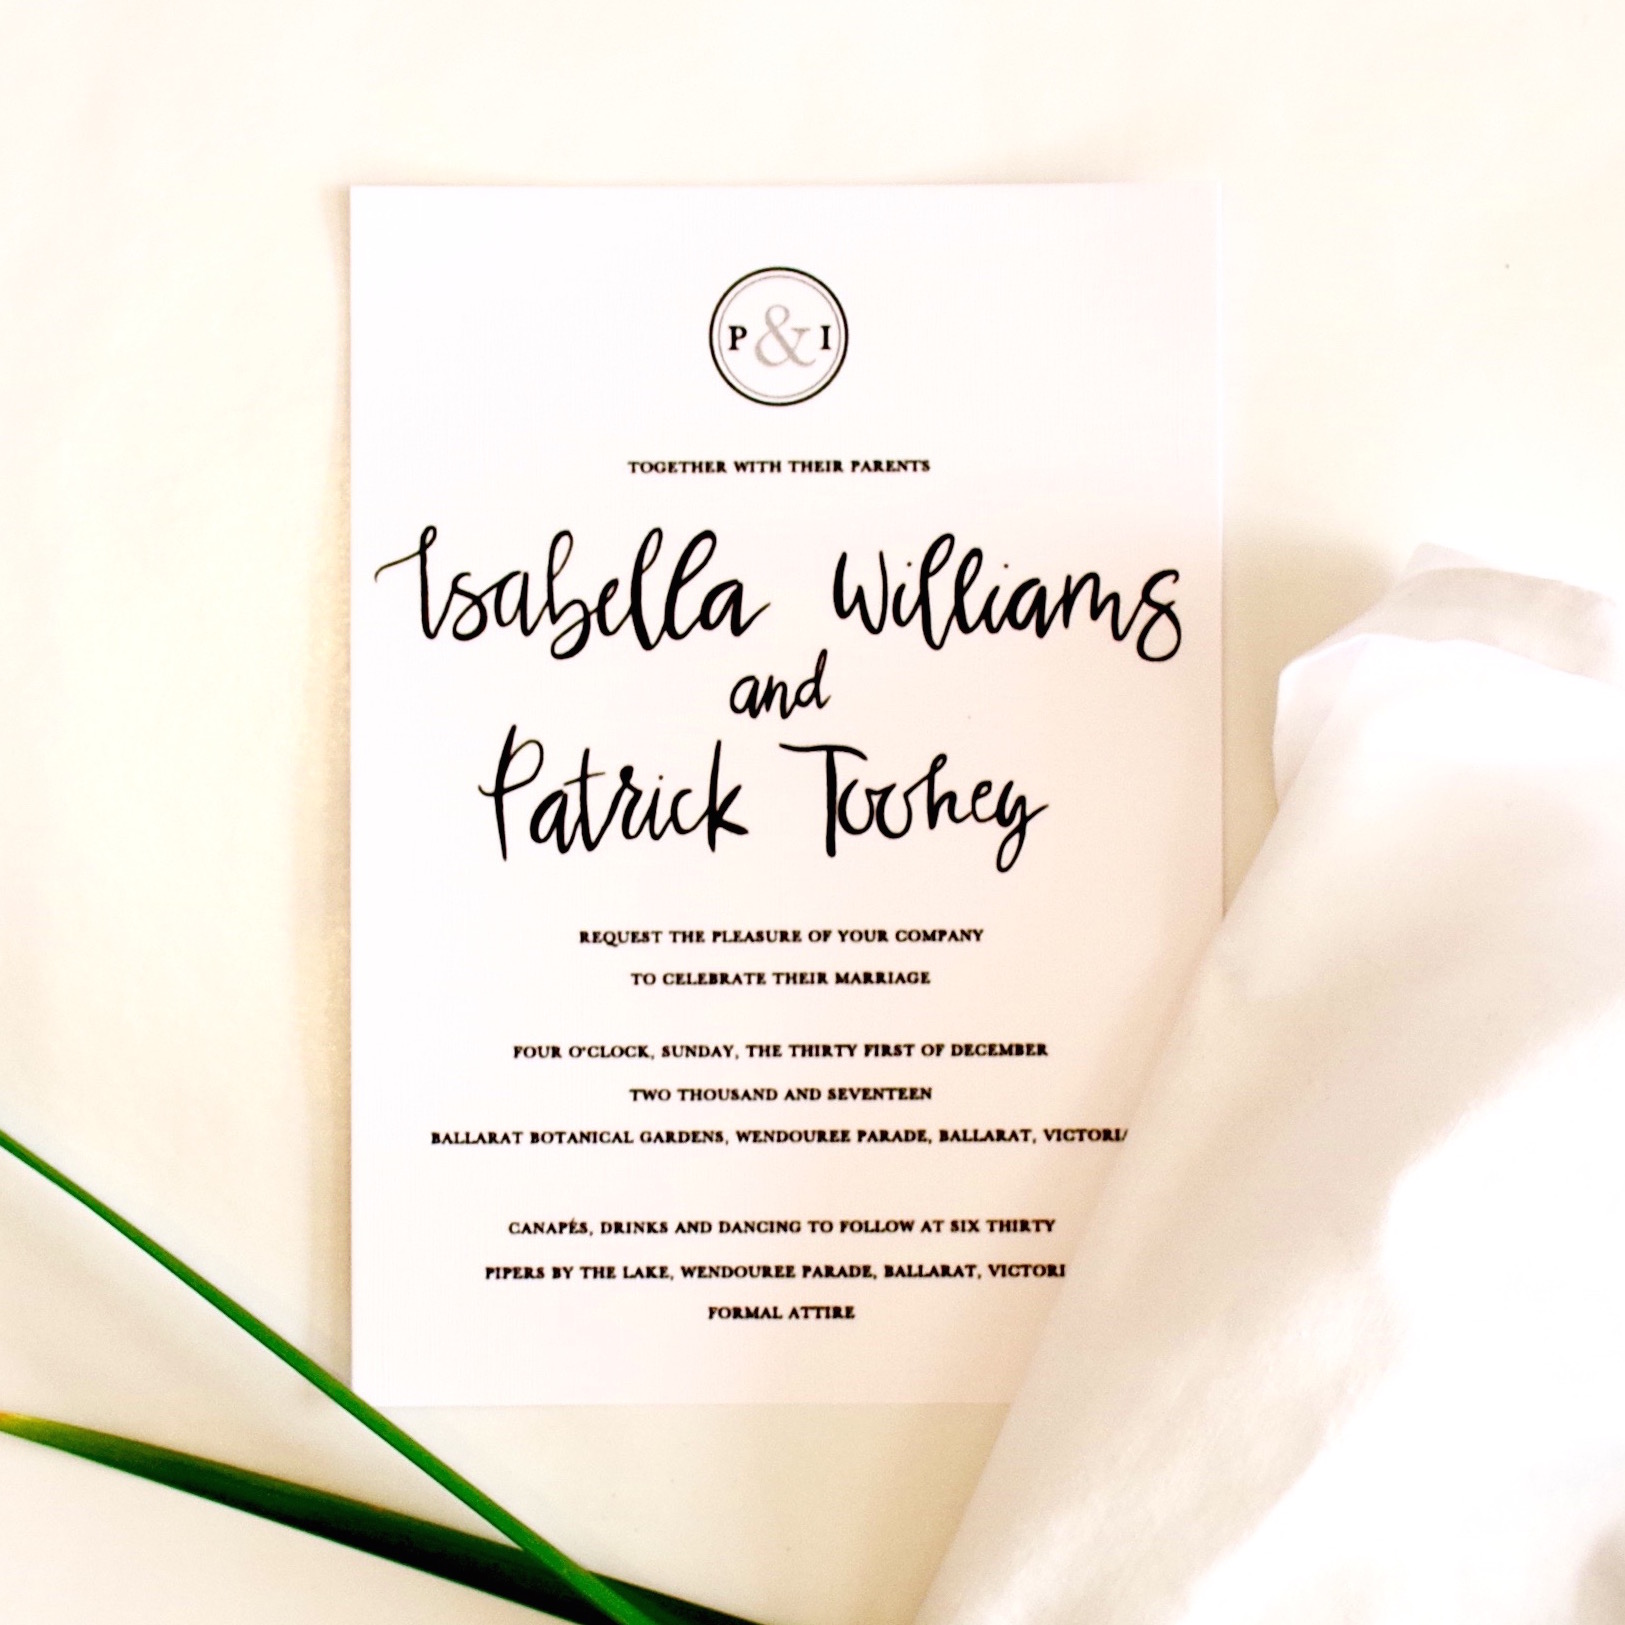 P & I
TOGETHER WITH THEIR PARENTS
Isabella Williams
and
Patrick Toohey
REQUEST THE PLEASURE OF YOUR COMPANY
TO CELEBRATE THEIR MARRIAGE
FOUR O'CLOCK, SUNDAY, THE THIRTY FIRST OF DECEMBER
TWO THOUSAND AND SEVENTEEN
BALLARAT BOTANICAL GARDENS, WENDOUREE PARADE, BALLARAT, VICTORI
CANAPÉS, DRINKS AND DANCING TO FOLLOW AT SIX THIRTY
PIPERS BY THE LAKE, WENDOUREE PARADE, BALLARAT, VICTORI
FORMAL ATTIRE